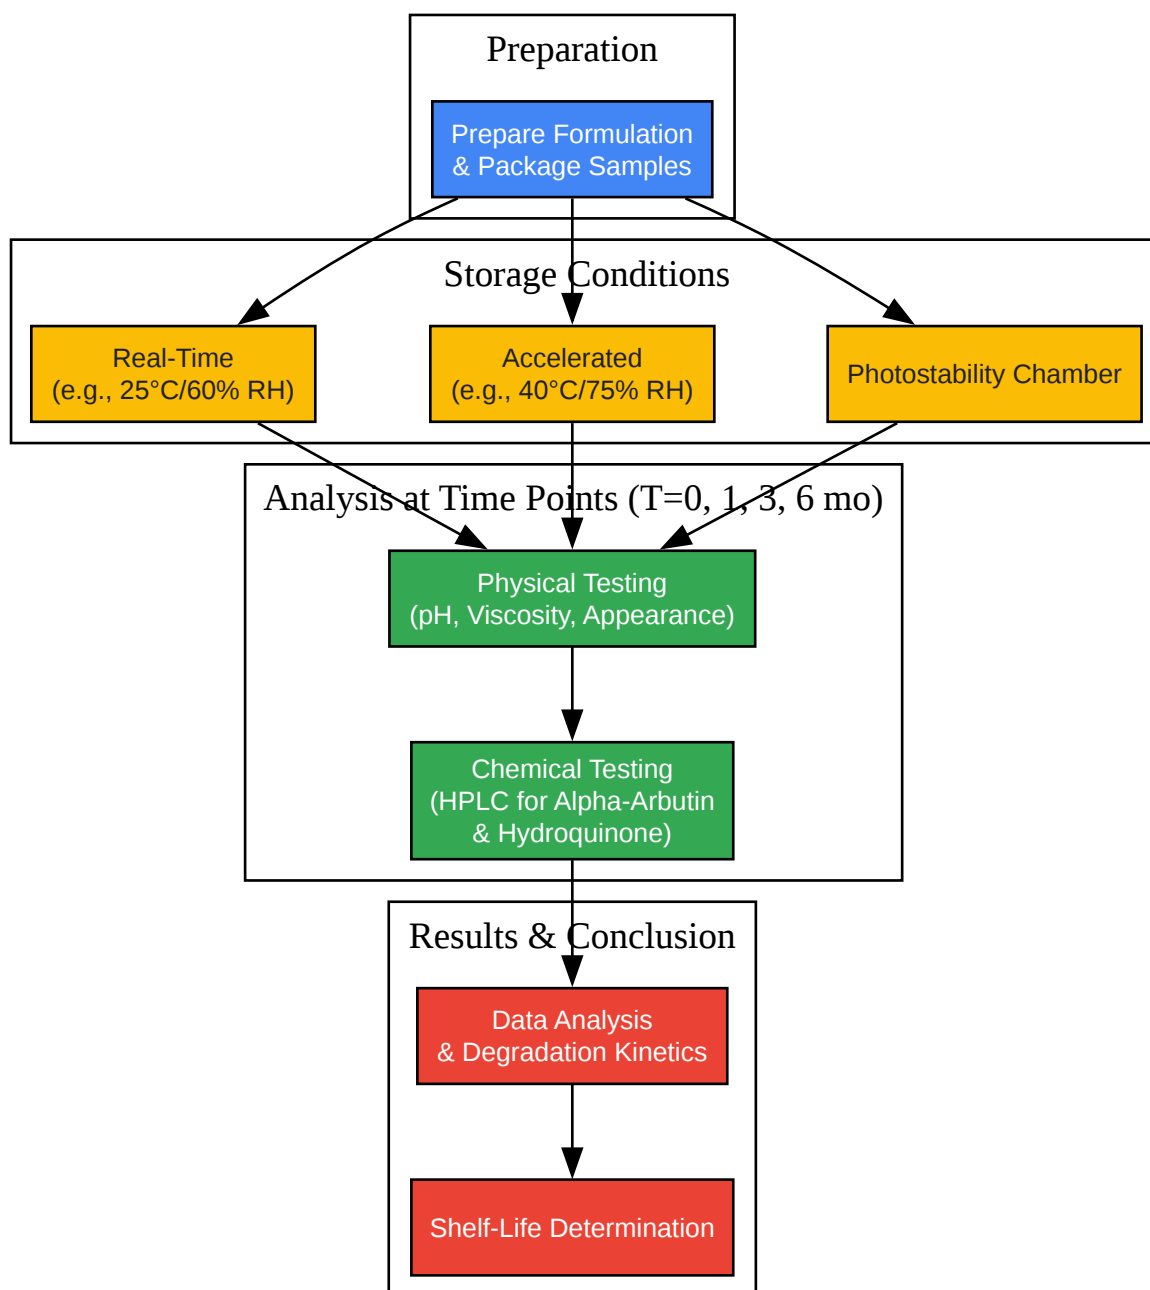 Preparation
Prepare Formulation
& Package Samples
Storage Conditions
Real-Time
(e.g., 25°C/60% RH)
Accelerated
(e.g., 40°C/75% RH)
Photostability Chamber
Analysis at Time Points (T=0, 1, 3, 6 mo)
Physical Testing
(pH, Viscosity, Appearance)
Chemical Testing
(HPLC for Alpha-Arbutin
& Hydroquinone)
Results & Conclusion
Data Analysis
& Degradation Kinetics
Shelf-Life Determination